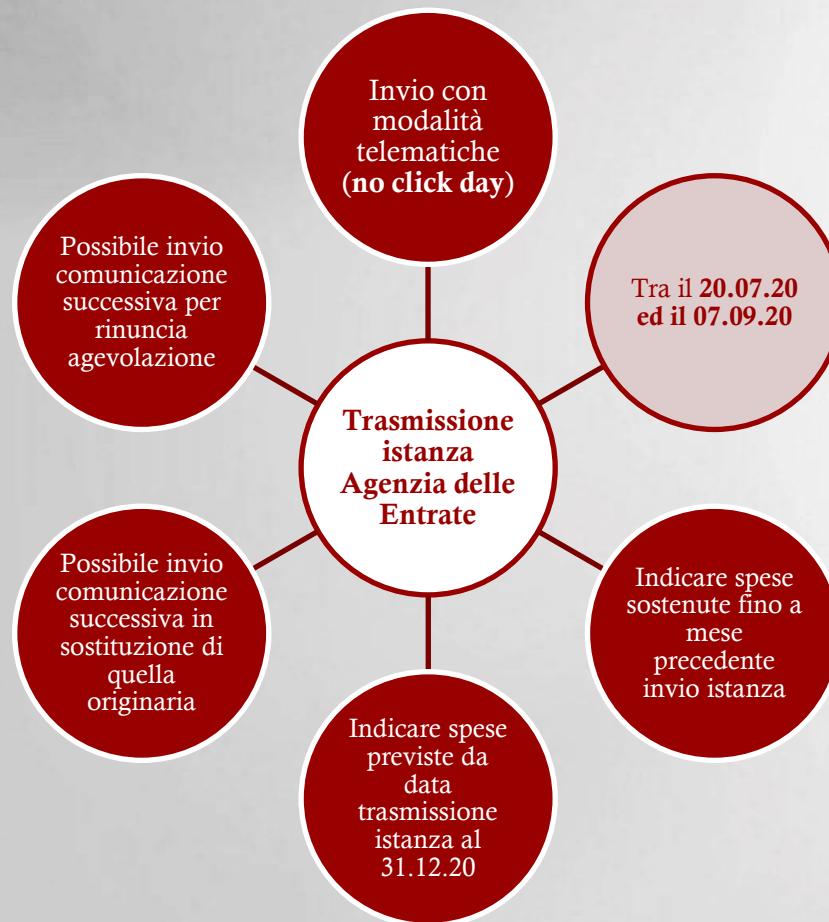 Invio con
modalità
telematiche
(no click day)
Possibile invio
comunicazione
successiva per
rinuncia
agevolazione
Tra il 20.07.20
ed il 07.09.20
Trasmissione
istanza
Agenzia delle
Entrate
Possibile invio
comunicazione
successiva in
sostituzione di
quella
originaria
Indicare spese
sostenute fino a
mese
precedente
invio istanza
Indicare spese
previste da
data
trasmissione
istanza al
31.12.20